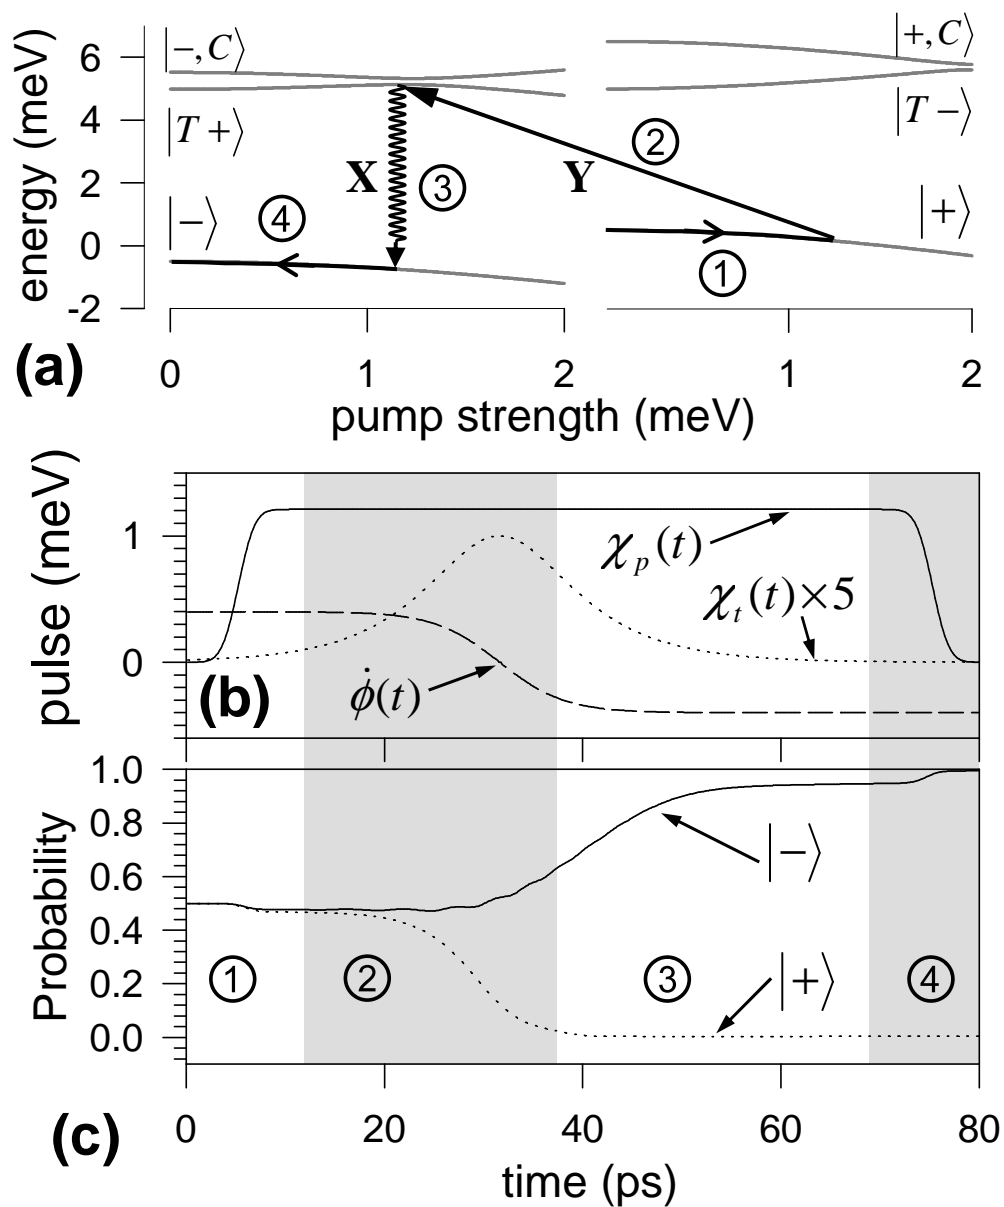 energy (meV)
6
4
2
0
-2
|−,C⟩
|T+⟩
|−⟩
④
X
③
Y
②
①
|+,C⟩
|T−⟩
|+⟩
0 1 2 1 2
(a)
pump strength (meV)
pulse (meV)
1
0
χp(t)
χt(t)×5
ϕ̇(t)
(b)
Probability
1.0
0.8
0.6
0.4
0.2
0.0
|−⟩
|+⟩
① ② ③ ④
0 20 40 60 80
(c)
time (ps)